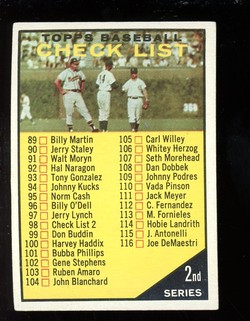 TOPPS BASEBALL
CHECK LIST
89 Billy Martin
90 Jerry Staley
91 Walt Moryn
92 Hal Naragon
93 Tony Gonzalez
94 Johnny Kucks
95 Norm Cash
96 Billy O'Dell
97 Jerry Lynch
98 Check List 2
99 Don Buddin
100 Harvey Haddix
101 Bubba Phillips
102 Gene Stephens
103 Ruben Amaro
104 John Blanchard
105 Carl Willey
106 Whitey Herzog
107 Seth Morehead
108 Dan Dobbek
109 Johnny Podres
110 Vada Pinson
111 Jack Meyer
112 C. Fernandez
113 M. Fornieles
114 Hobie Landrith
115 J. Antonelli
116 Joe DeMaestri
2nd
SERIES